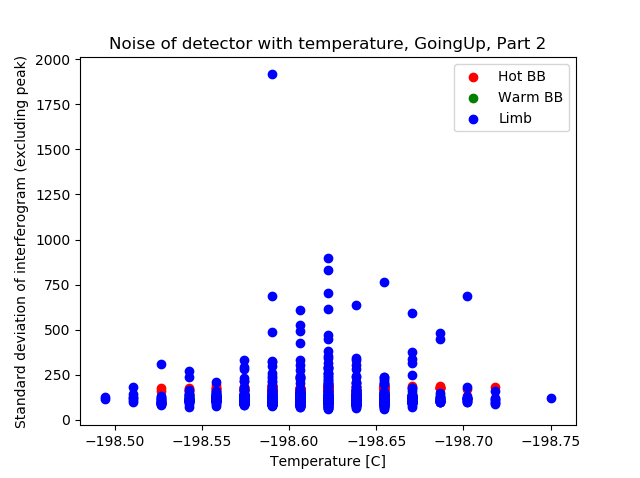 Noise of detector with temperature, GoingUp, Part 2
Hot BB
Warm BB
Limb
Standard deviation of interferogram (excluding peak)
2000
1750
1500
1250
1000
750
500
250
0
−198.50
−198.55
−198.60
−198.65
−198.70
−198.75
Temperature [C]